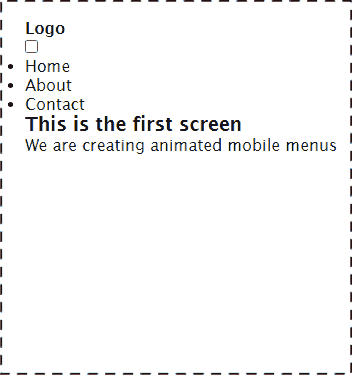 Logo
Home
About
Contact
This is the first screen
We are creating animated mobile menus